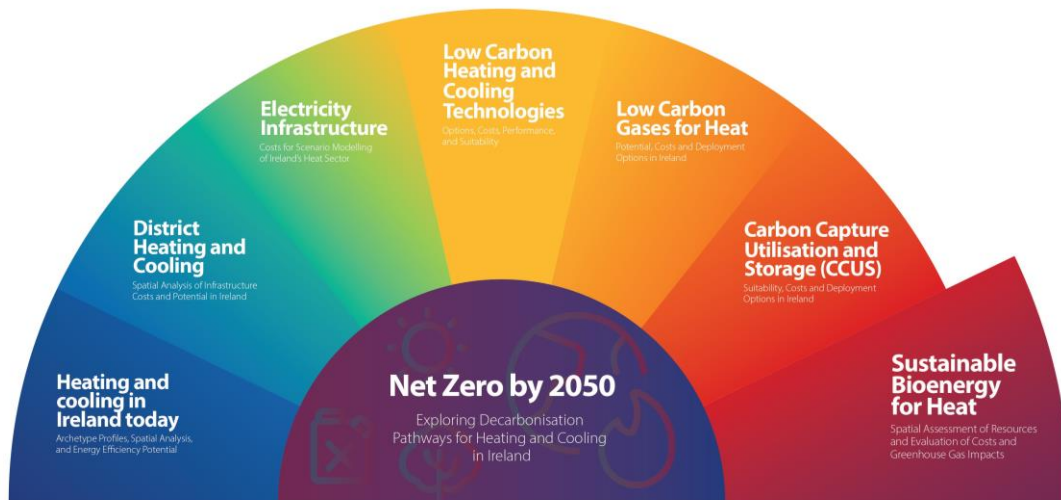 Low Carbon
Heating and
Cooling
Technologies
Options, Costs, Performance,
and Suitability
Electricity
Infrastructure
Costs for Scenario Modelling
of Ireland's Heat Sector
Low Carbon
Gases for Heat
Potential, Costs and Deployment
Options in Ireland
District
Heating and
Cooling
Spatial Analysis of Infrastructure
Costs and Potential in Ireland
Carbon Capture
Utilisation and
Storage (CCUS)
Suitability, Costs and Deployment
Options in Ireland
Heating and
cooling in
Ireland today
Archetype Profiles, Spatial Analysis,
and Energy Efficiency Potential
Net Zero by 2050
Exploring Decarbonisation
Pathways for Heating and Cooling
in Ireland
Sustainable
Bioenergy
for Heat
Spatial Assessment of Resources
and Evaluation of Costs and
Greenhouse Gas Impacts